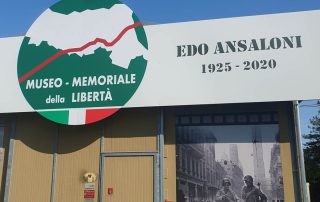 MUSEO - MEMORIALE
della LIBERTÀ
EDO ANSALONI
1925 - 2020